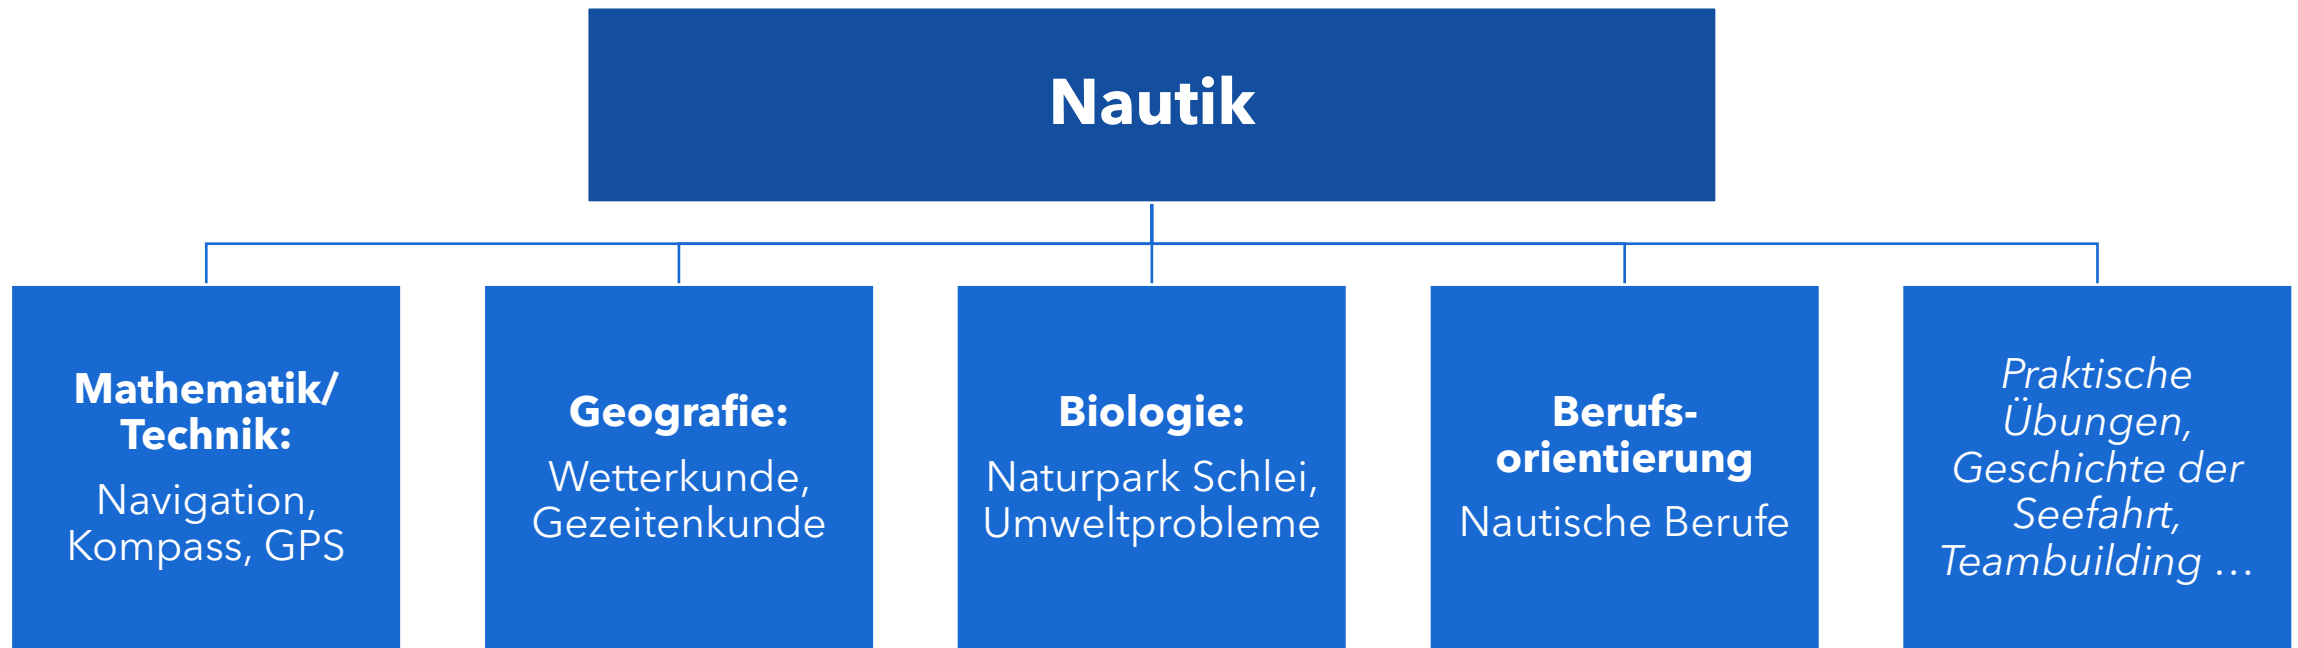 Nautik
Mathematik/
Technik:
Navigation,
Kompass, GPS
Geografie:
Wetterkunde,
Gezeitenkunde
Biologie:
Naturpark Schlei,
Umweltprobleme
Berufs-
orientierung
Nautische Berufe
Praktische
Übungen,
Geschichte der
Seefahrt,
Teambuilding …